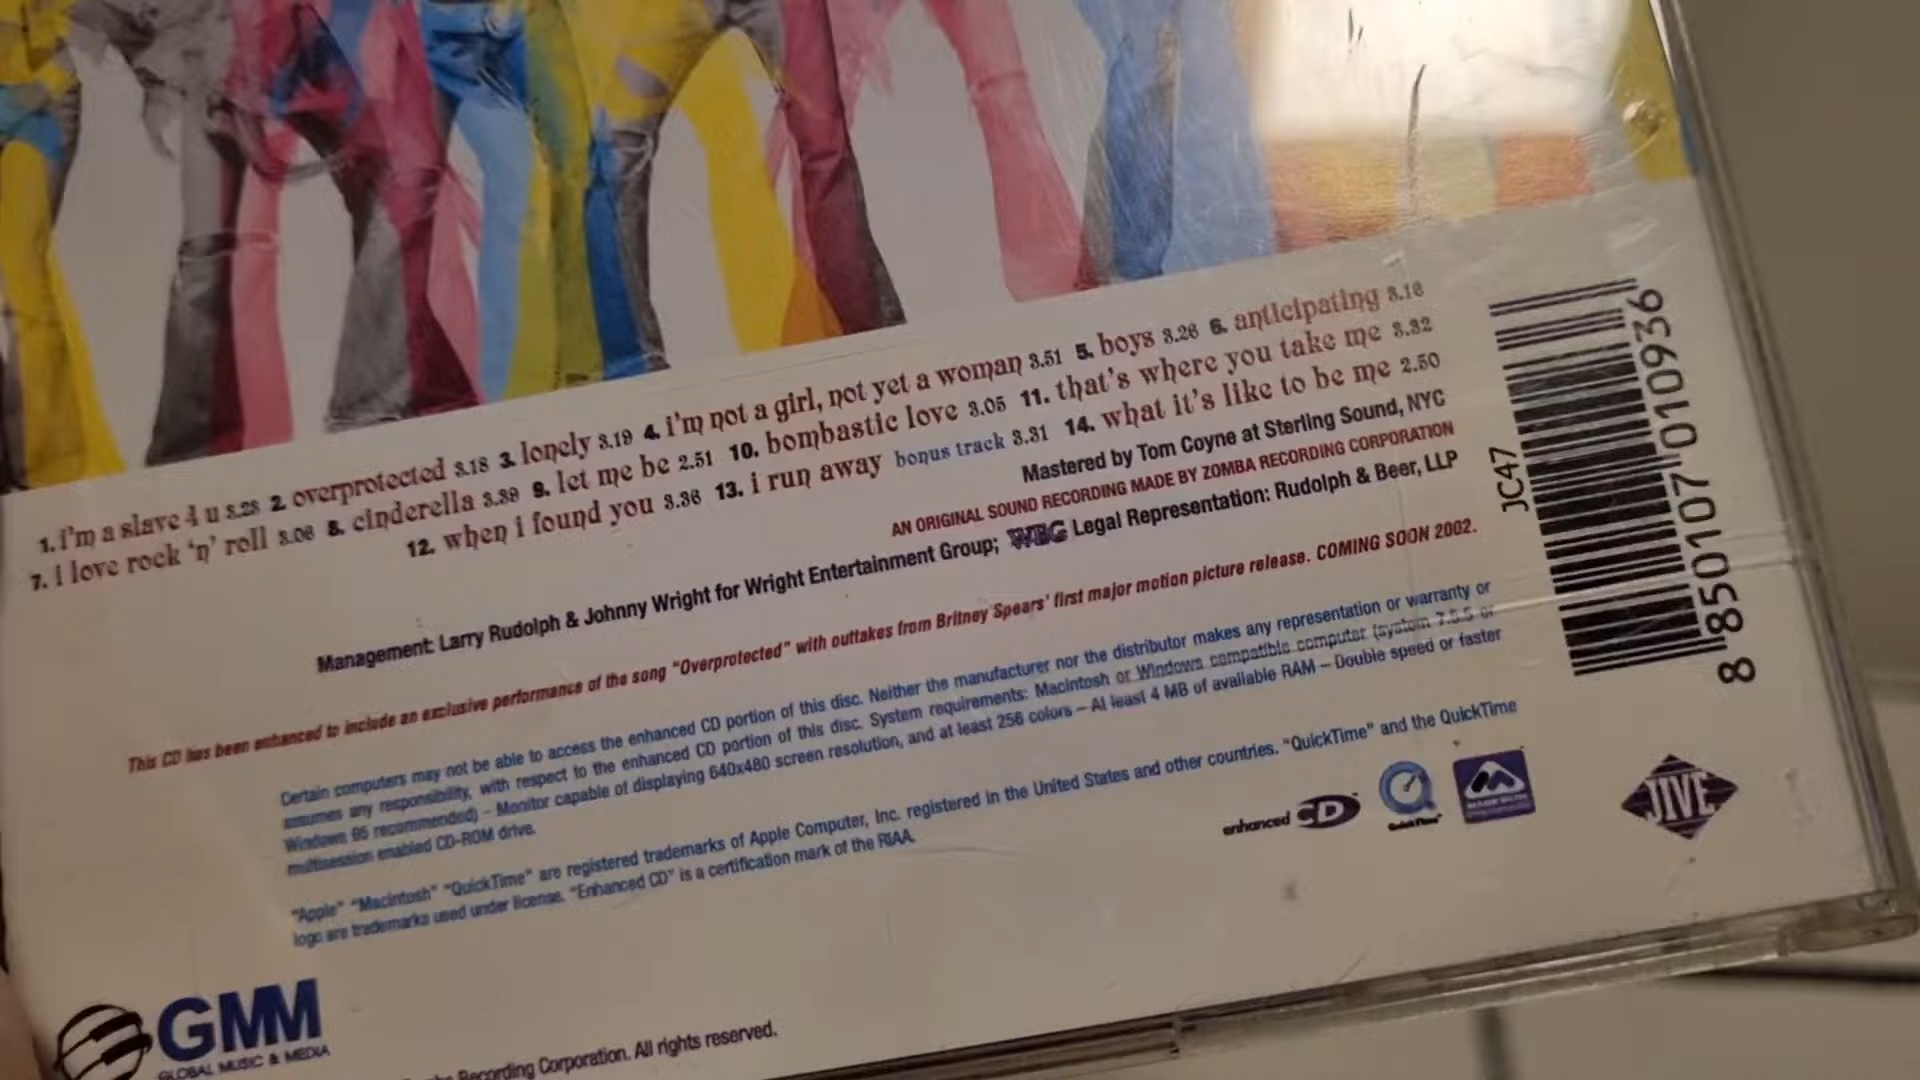 1. i'm a slave 4 u 3.23 2. overprotected 3.18 3. lonely 3.19 4. i'm not a girl, not yet a woman 3.51 5. boys 3.26 6. anticipating 3.16
7. i love rock 'n' roll 3.06 8. cinderella 3.39 9. let me be 2.51 10. bombastic love 3.05 11. that's where you take me 3.32
12. when i found you 3.36 13. i run away bonus track 3.31 14. what it's like to be me 2.50
Mastered by Tom Coyne at Sterling Sound, NYC
AN ORIGINAL SOUND RECORDING MADE BY ZOMBA RECORDING CORPORATION
Management: Larry Rudolph & Johnny Wright for Wright Entertainment Group; WEG Legal Representation: Rudolph & Beer, LLP
This CD has been enhanced to include an exclusive performance of the song "Overprotected" with outtakes from Britney Spears' first major motion picture release. COMING SOON 2002.
Certain computers may not be able to access the enhanced CD portion of this disc. Neither the manufacturer nor the distributor makes any representation or warranty or
assumes any responsibility, with respect to the enhanced CD portion of this disc. System requirements: Macintosh or Windows compatible computer (system 7.5.5 or
Windows 95 recommended) – Monitor capable of displaying 640x480 screen resolution, and at least 256 colors – At least 4 MB of available RAM – Double speed or faster
multisession enabled CD-ROM drive.
"Apple" "Macintosh" "QuickTime" are registered trademarks of Apple Computer, Inc. registered in the United States and other countries. "QuickTime" and the QuickTime
logo are trademarks used under license. "Enhanced CD" is a certification mark of the RIAA.
JC47
8 85010701093 6
enhanced CD
QuickTime
JIVE
GMM
GLOBAL MUSIC & MEDIA
Recording Corporation. All rights reserved.